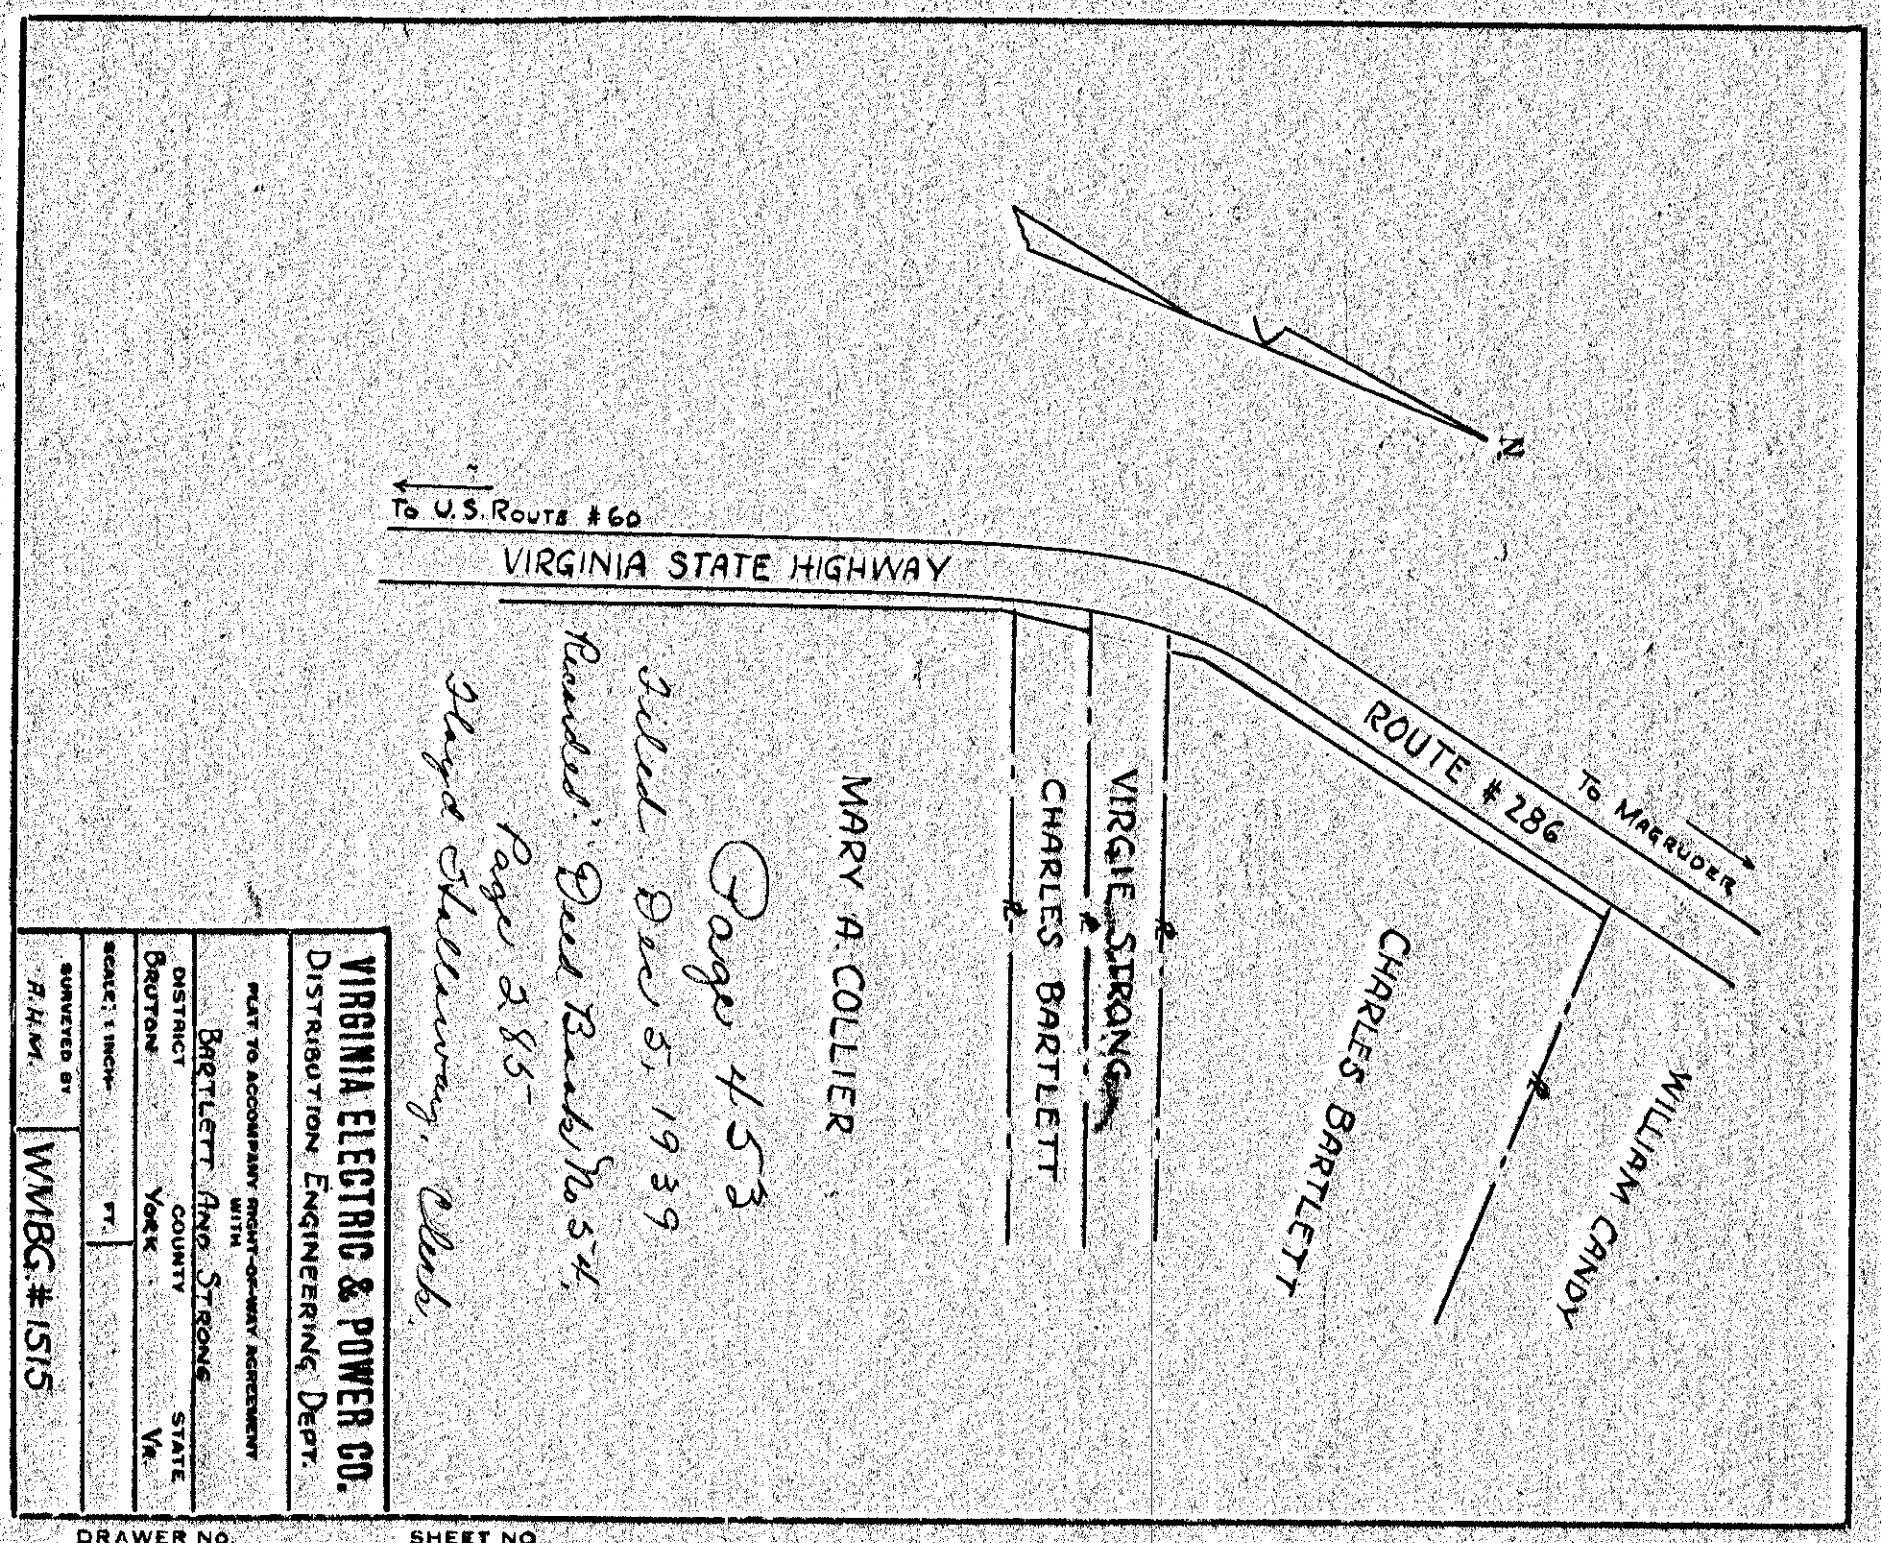 N
To U.S. ROUTE #60
VIRGINIA STATE HIGHWAY
ROUTE #286
To MAGRUDER
WILLIAM CANDY
CHARLES BARTLETT
VIRGIE STRONG
CHARLES BARTLETT
MARY A. COLLIER
Page 453
Filed Dec 5, 1939
Recorded: Deed Book No 54,
Page 285
Floyd Holloway, Clerk.
VIRGINIA ELECTRIC & POWER CO.
DISTRIBUTION ENGINEERING DEPT.
PLAT TO ACCOMPANY RIGHT-OF-WAY AGREEMENT
WITH
BARTLETT AND STRONG
DISTRICT COUNTY STATE
BRUTON YORK VA.
SCALE: 1 INCH= FT.
SURVEYED BY
A.H.M.
WMBG.#1515
DRAWER NO.
SHEET NO.